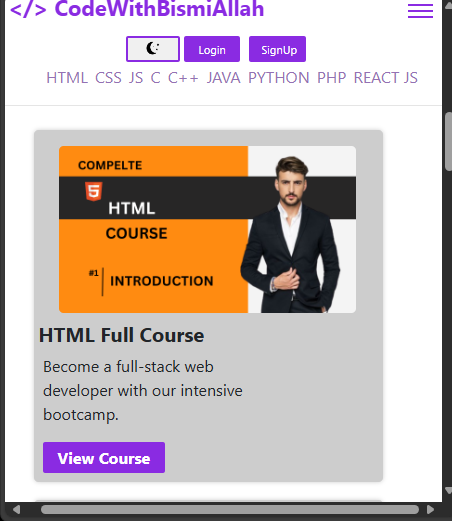 </> CodeWithBismiAllah
Login SignUp
HTML CSS JS C C++ JAVA PYTHON PHP REACT JS
COMPELTE
5
HTML
COURSE
#1 INTRODUCTION
HTML Full Course
Become a full-stack web
developer with our intensive
bootcamp.
View Course